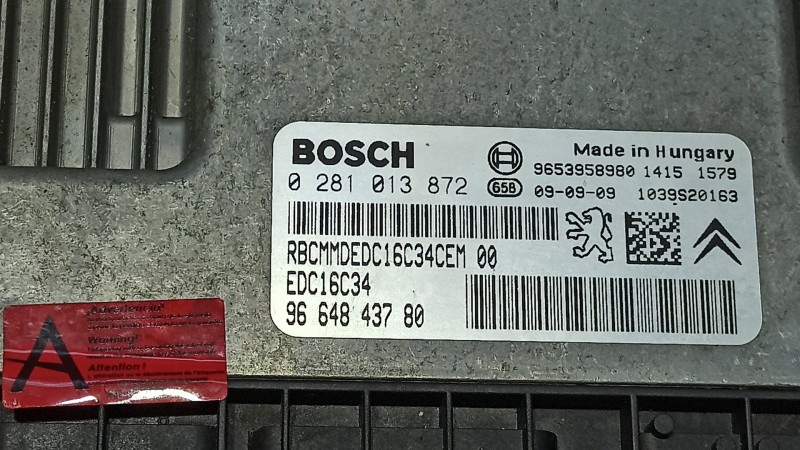 BOSCH
Made in Hungary
9653958980 1415 1579
0 281 013 872
65B
09-09-09
1039S20163
RBCMMDEDC16C34CEM 00
EDC16C34
96 648 437 80
A
Warning!
Attention !